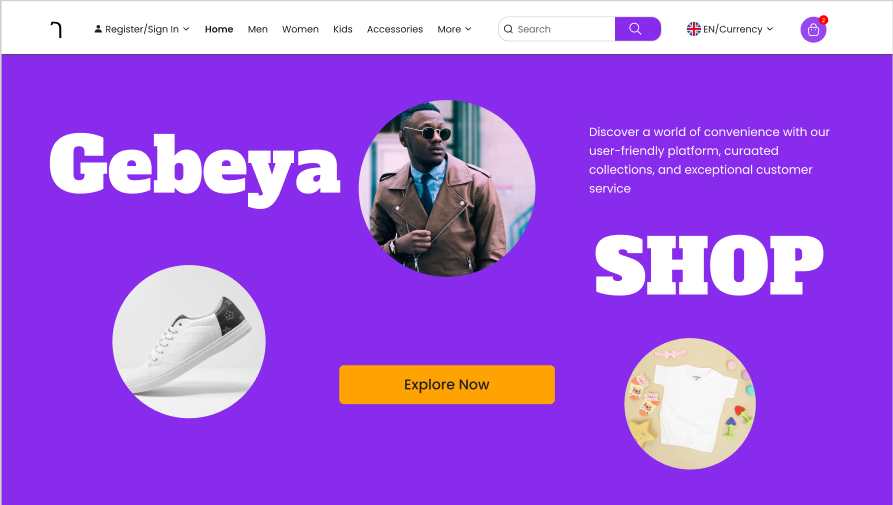 Register/Sign In
Home
Men
Women
Kids
Accessories
More
Search
EN/Currency
2
Gebeya
Discover a world of convenience with our
user-friendly platform, curaated
collections, and exceptional customer
service
SHOP
Explore Now